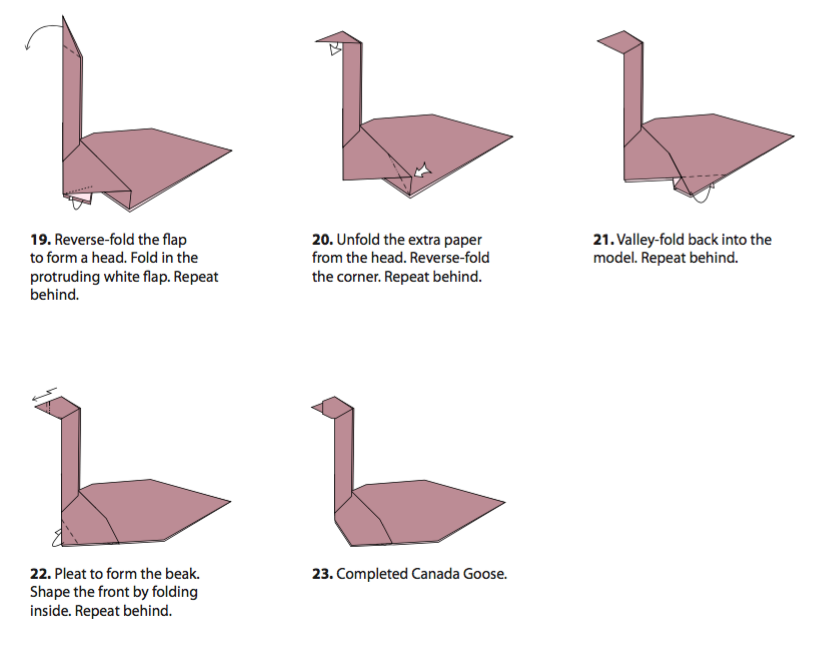 19. Reverse-fold the flap
to form a head. Fold in the
protruding white flap. Repeat
behind.
20. Unfold the extra paper
from the head. Reverse-fold
the corner. Repeat behind.
21. Valley-fold back into the
model. Repeat behind.
22. Pleat to form the beak.
Shape the front by folding
inside. Repeat behind.
23. Completed Canada Goose.